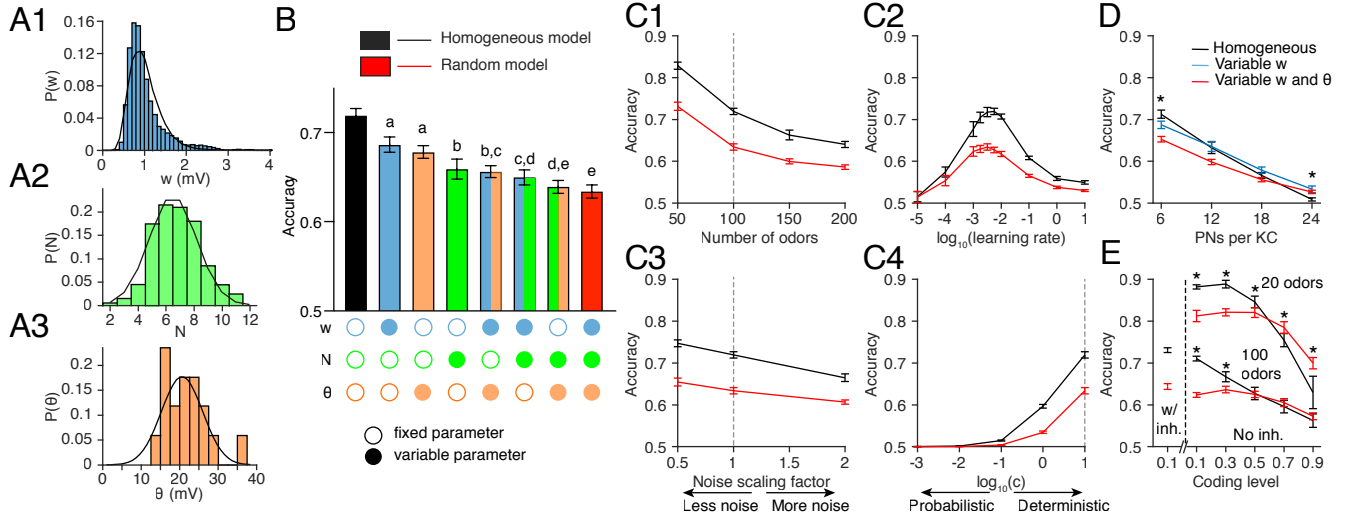 A1
0.16
0.12
0.08
0.04
0
P(w)
0
1
2
3
4
w (mV)
A2
0.2
0.15
0.1
0.05
0
P(N)
2
4
6
8
10
12
N
A3
0.2
0.15
0.1
0.05
0
P(θ)
0
10
20
30
40
θ (mV)
B
Homogeneous model
Random model
Accuracy
0.7
0.6
0.5
a
a
b
b,c
c,d
d,e
e
w
N
θ
fixed parameter
variable parameter
C1
0.9
0.8
0.7
0.6
0.5
Accuracy
50
100
150
200
Number of odors
C2
0.9
0.8
0.7
0.6
0.5
Accuracy
-5
-4
-3
-2
-1
0
1
log10(learning rate)
C3
0.9
0.8
0.7
0.6
0.5
Accuracy
0.5
1
2
Noise scaling factor
Less noise
More noise
C4
0.9
0.8
0.7
0.6
0.5
Accuracy
-3
-2
-1
0
1
log10(c)
Probabilistic
Deterministic
D
0.9
0.8
0.7
0.6
0.5
Accuracy
Homogeneous
Variable w
Variable w and θ
*
*
6
12
18
24
PNs per KC
E
0.9
0.8
0.7
0.6
0.5
Accuracy
* * * * *
20 odors
* *
100
odors
w/
inh.
No inh.
0.1
0.1
0.3
0.5
0.7
0.9
Coding level